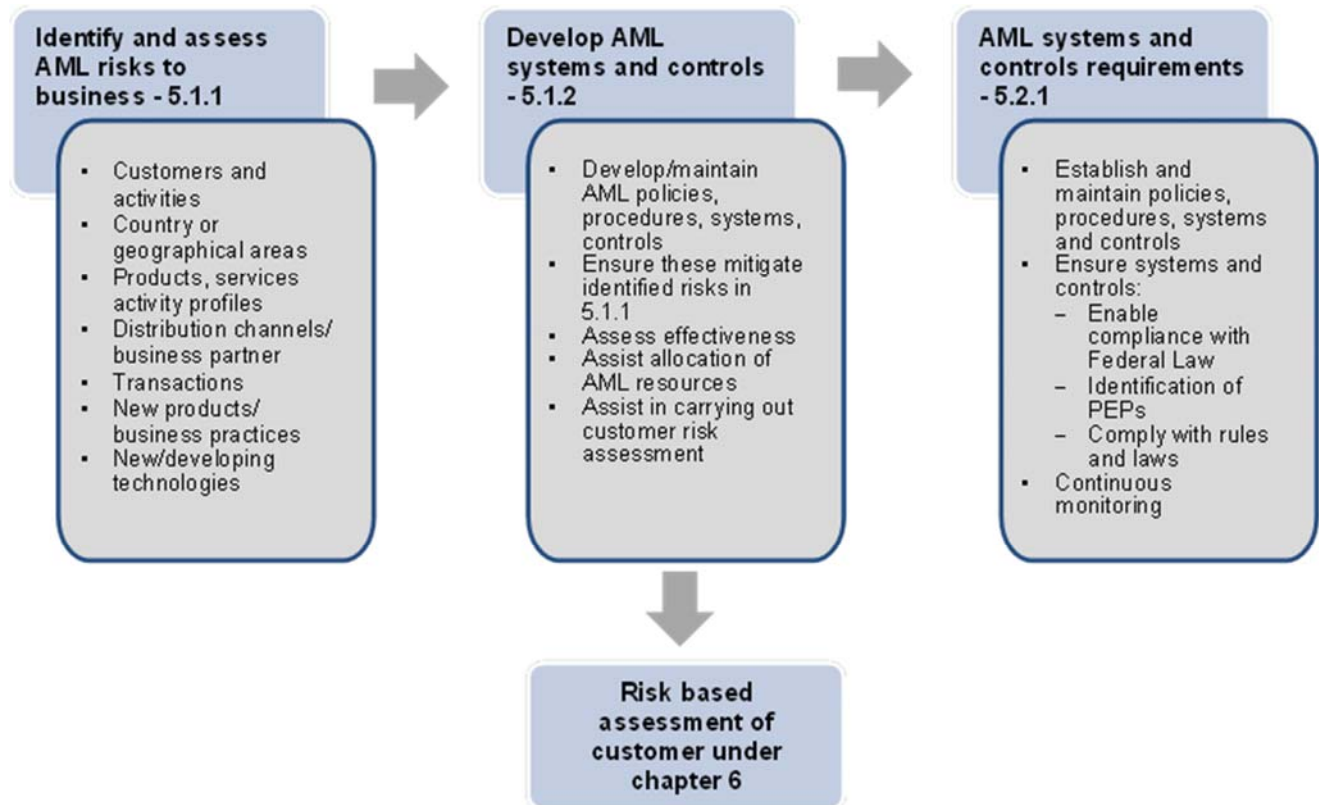 Identify and assess
AML risks to
business - 5.1.1
▪ Customers and
activities
▪ Country or
geographical areas
▪ Products, services
activity profiles
▪ Distribution channels/
business partner
▪ Transactions
▪ New products/
business practices
▪ New/developing
technologies
Develop AML
systems and controls
- 5.1.2
▪ Develop/maintain
AML policies,
procedures, systems,
controls
▪ Ensure these mitigate
identified risks in
5.1.1
▪ Assess effectiveness
▪ Assist allocation of
AML resources
▪ Assist in carrying out
customer risk
assessment
AML systems and
controls requirements
- 5.2.1
▪ Establish and
maintain policies,
procedures, systems
and controls
▪ Ensure systems and
controls:
– Enable
compliance with
Federal Law
– Identification of
PEPs
– Comply with rules
and laws
▪ Continuous
monitoring
Risk based
assessment of
customer under
chapter 6